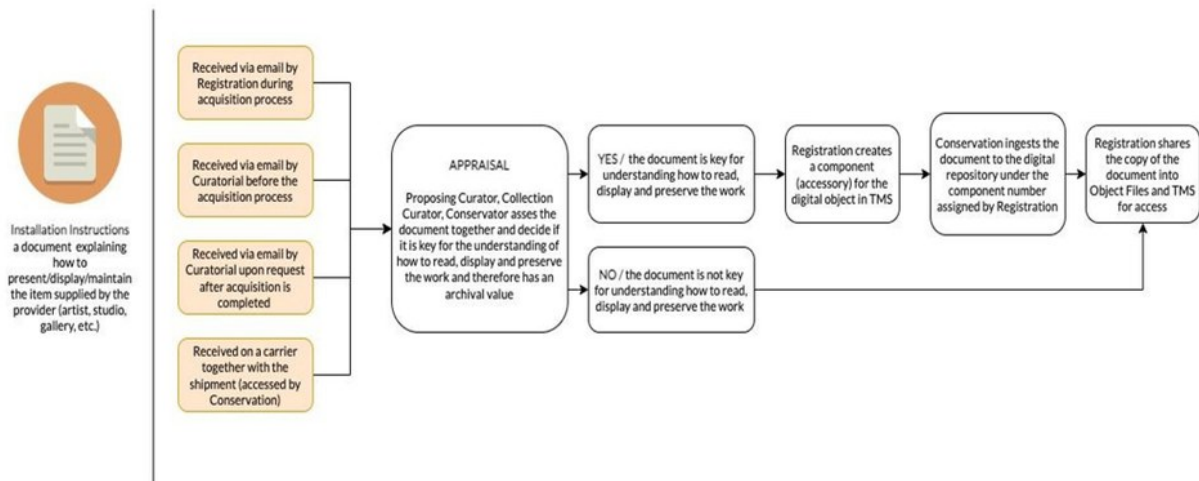 Installation Instructions
a document explaining
how to
present/display/maintain
the item supplied by the
provider (artist, studio,
gallery, etc.)
Received via email by
Registration during
acquisition process
Received via email by
Curatorial before the
acquisition process
Received via email by
Curatorial upon request
after acquisition is
completed
Received on a carrier
together with the
shipment (accessed by
Conservation)
APPRAISAL
Proposing Curator, Collection
Curator, Conservator asses the
document together and decide if
it is key for the understanding of
how to read, display and preserve
the work and therefore has an
archival value
YES / the document is key for
understanding how to read,
display and preserve the work
NO / the document is not key
for understanding how to read,
display and preserve the work
Registration creates
a component
(accessory) for the
digital object in TMS
Conservation ingests the
document to the digital
repository under the
component number
assigned by Registration
Registration shares
the copy of the
document into
Object Files and TMS
for access